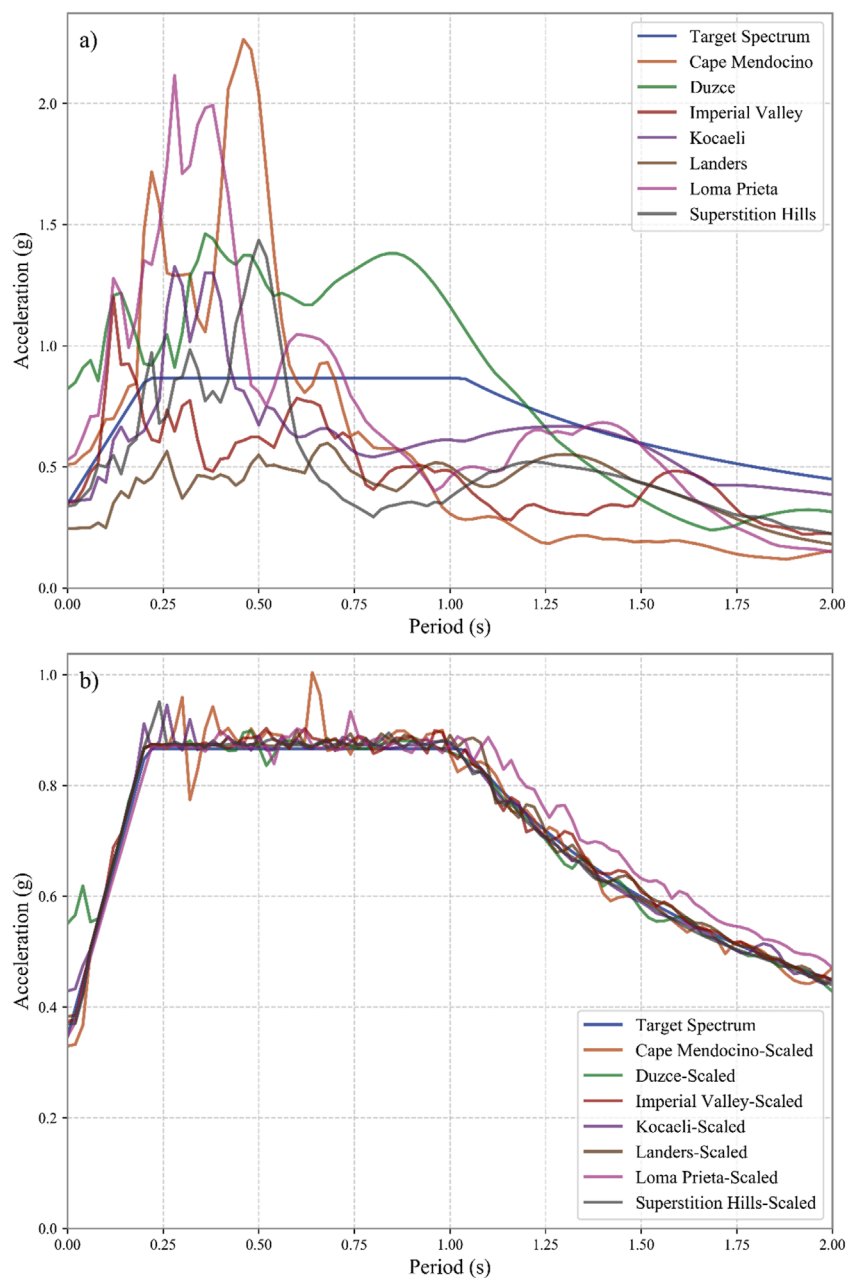 a)
Target Spectrum
Cape Mendocino
Duzce
Imperial Valley
Kocaeli
Landers
Loma Prieta
Superstition Hills
Acceleration (g)
2.0
1.5
1.0
0.5
0.0
0.00 0.25 0.50 0.75 1.00 1.25 1.50 1.75 2.00
Period (s)
b)
Acceleration (g)
1.0
0.8
0.6
0.4
0.2
0.0
Target Spectrum
Cape Mendocino-Scaled
Duzce-Scaled
Imperial Valley-Scaled
Kocaeli-Scaled
Landers-Scaled
Loma Prieta-Scaled
Superstition Hills-Scaled
0.00 0.25 0.50 0.75 1.00 1.25 1.50 1.75 2.00
Period (s)